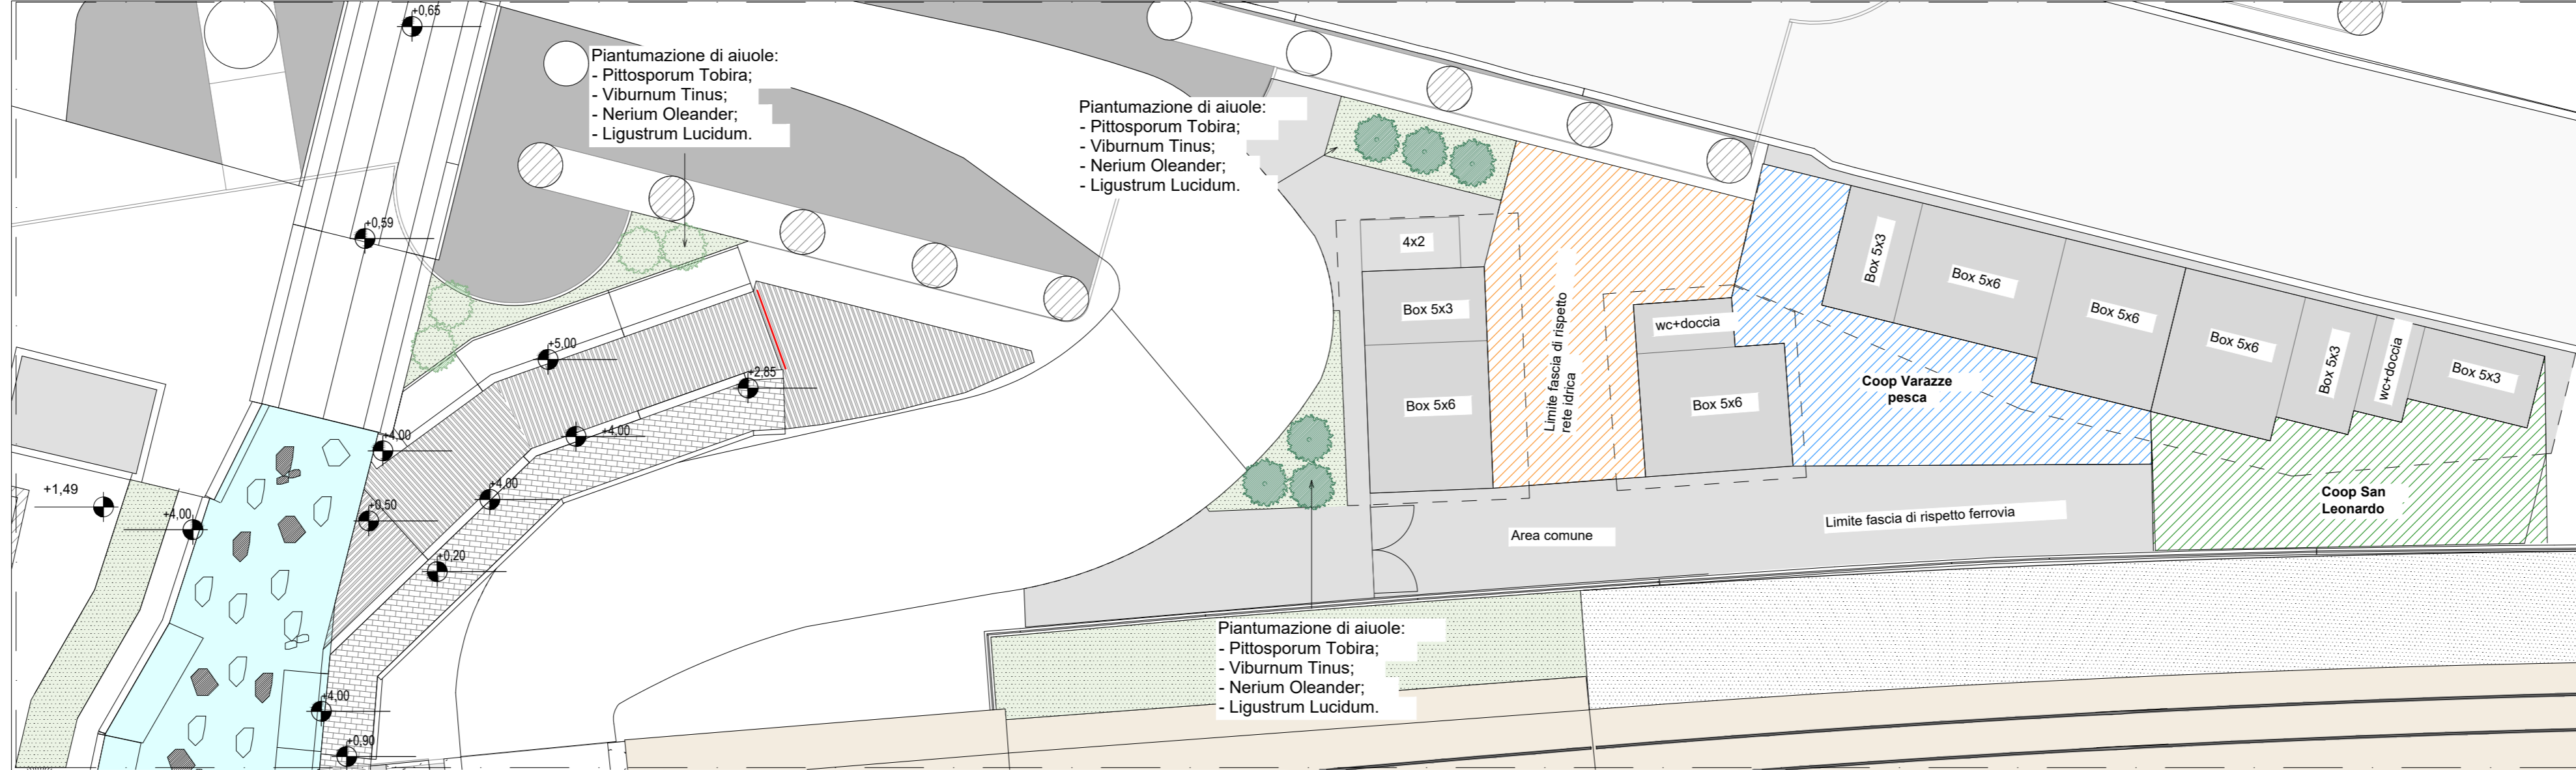 +0,65
Piantumazione di aiuole:
- Pittosporum Tobira;
- Viburnum Tinus;
- Nerium Oleander;
- Ligustrum Lucidum.
Piantumazione di aiuole:
- Pittosporum Tobira;
- Viburnum Tinus;
- Nerium Oleander;
- Ligustrum Lucidum.
+0,59
4x2
Box 5x3
Box 5x6
Limite fascia di rispetto
rete idrica
wc+doccia
Box 5x6
Box 5x3
Box 5x6
Box 5x6
Box 5x6
Box 5x3
wc+doccia
Box 5x3
Coop Varazze
pesca
Coop San
Leonardo
+5,00
+2,85
+4,00
+4,00
+4,00
+0,50
+1,49
+4,00
+0,20
Area comune
Limite fascia di rispetto ferrovia
Piantumazione di aiuole:
- Pittosporum Tobira;
- Viburnum Tinus;
- Nerium Oleander;
- Ligustrum Lucidum.
+4,00
+0,90